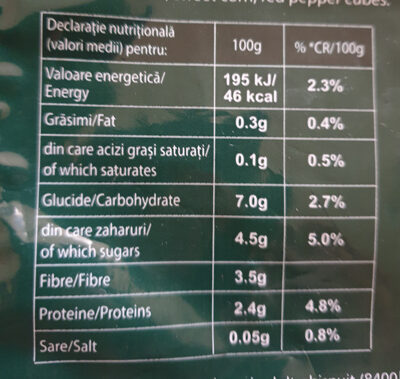 sweet corn, red pepper cubes.
Declarație nutrițională
(valori medii) pentru:
100g
% *CR/100g
Valoare energetică/
Energy
195 kJ/
46 kcal
2.3%
Grăsimi/Fat
0.3g
0.4%
din care acizi grași saturați/
of which saturates
0.1g
0.5%
Glucide/Carbohydrate
7.0g
2.7%
din care zaharuri/
of which sugars
4.5g
5.0%
Fibre/Fibre
3.5g
Proteine/Proteins
2.4g
4.8%
Sare/Salt
0.05g
0.8%
(8400